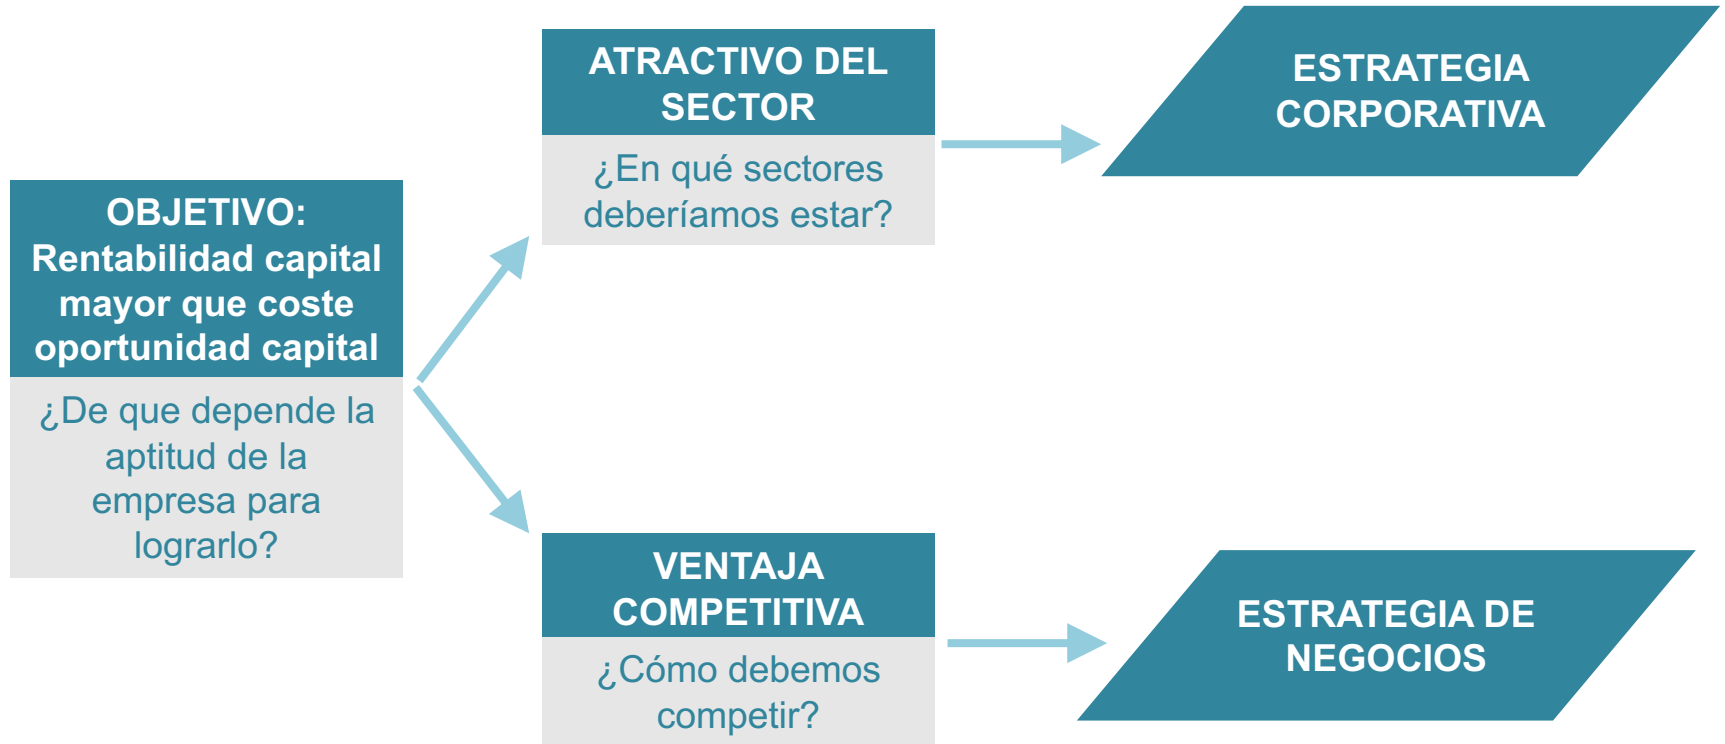 OBJETIVO:
Rentabilidad capital
mayor que coste
oportunidad capital
¿De que depende la
aptitud de la
empresa para
lograrlo?
ATRACTIVO DEL
SECTOR
¿En qué sectores
deberíamos estar?
ESTRATEGIA
CORPORATIVA
VENTAJA
COMPETITIVA
¿Cómo debemos
competir?
ESTRATEGIA DE
NEGOCIOS